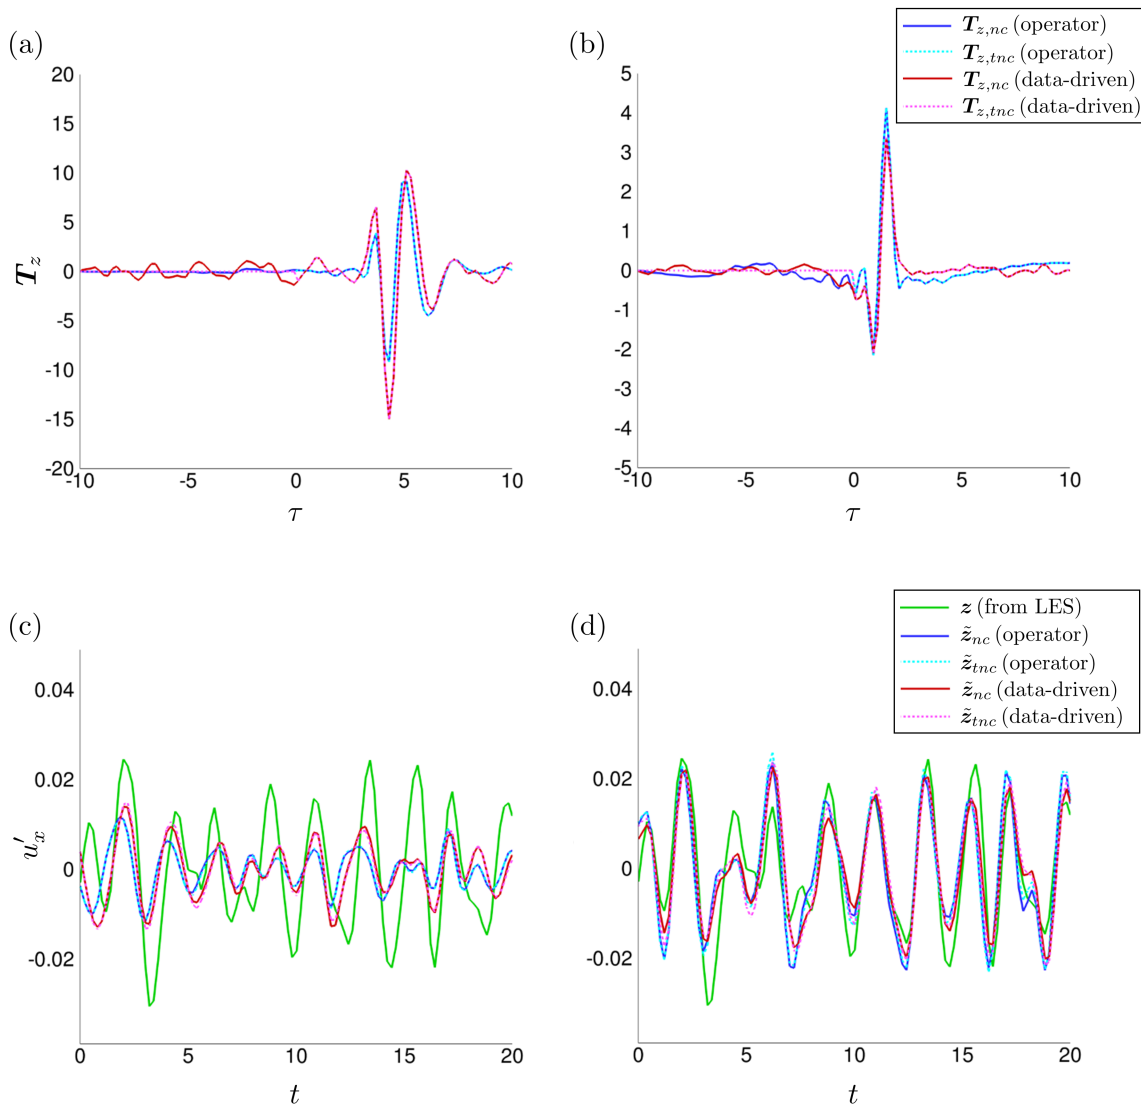 (a)
20
15
10
5
0
-5
-10
-15
-20
-10
-5
0
5
10
T_z
τ
(b)
T_{z,nc} (operator)
T_{z,tnc} (operator)
T_{z,nc} (data-driven)
T_{z,tnc} (data-driven)
5
4
3
2
1
0
-1
-2
-3
-4
-5
-10
-5
0
5
10
τ
(c)
0.04
0.02
0
-0.02
0
5
10
15
20
u'_x
t
(d)
z (from LES)
z̃_{nc} (operator)
z̃_{tnc} (operator)
z̃_{nc} (data-driven)
z̃_{tnc} (data-driven)
0.04
0.02
0
-0.02
0
5
10
15
20
t